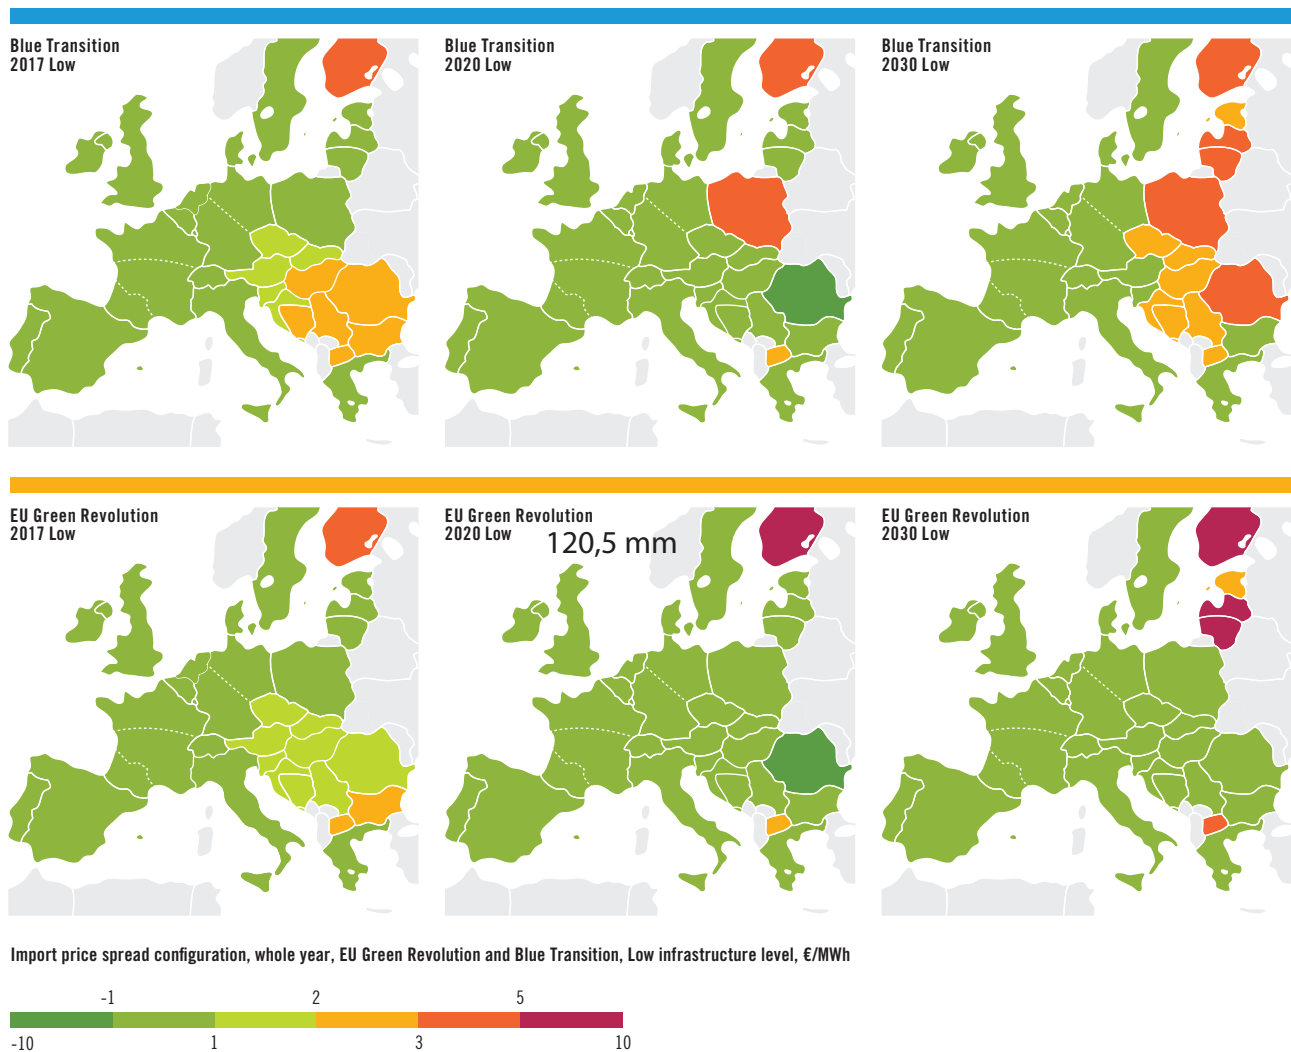 Blue Transition
2017 Low
Blue Transition
2020 Low
Blue Transition
2030 Low
EU Green Revolution
2017 Low
EU Green Revolution
2020 Low
120,5 mm
EU Green Revolution
2030 Low
Import price spread configuration, whole year, EU Green Revolution and Blue Transition, Low infrastructure level, €/MWh
-1 2 5
-10 1 3 10